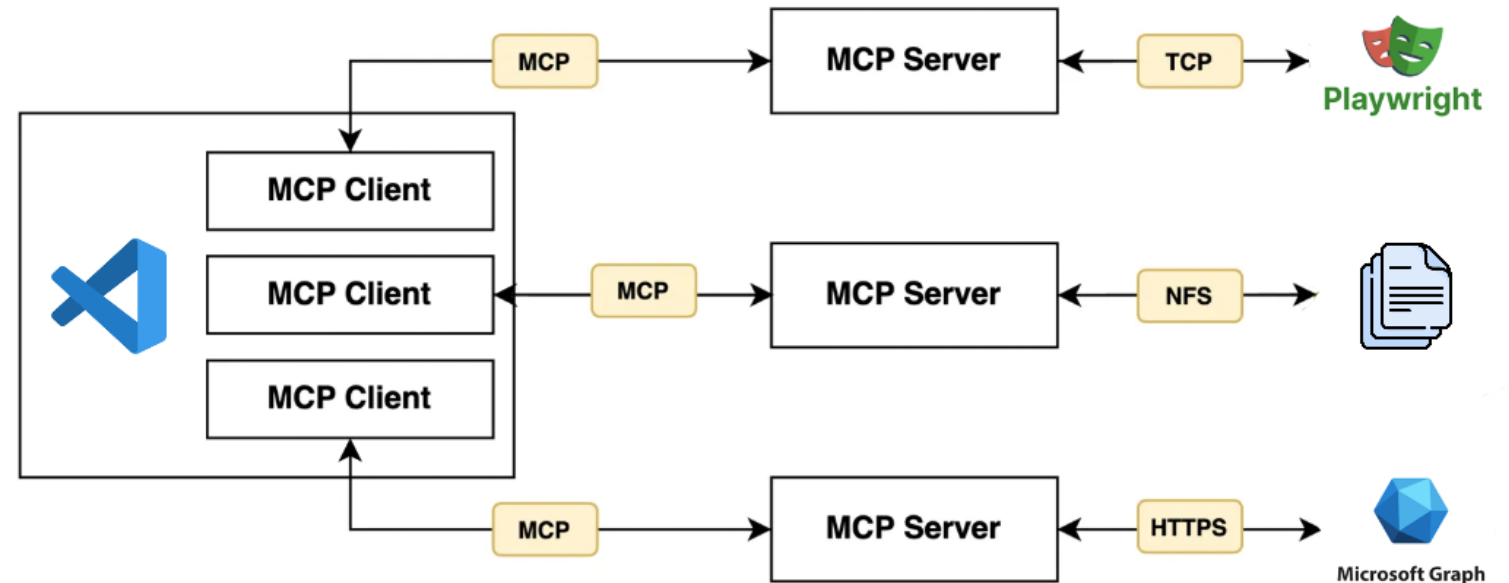 MCP
MCP Server
TCP
Playwright
MCP Client
MCP Client
MCP
MCP Server
NFS
MCP Client
MCP
MCP Server
HTTPS
Microsoft Graph